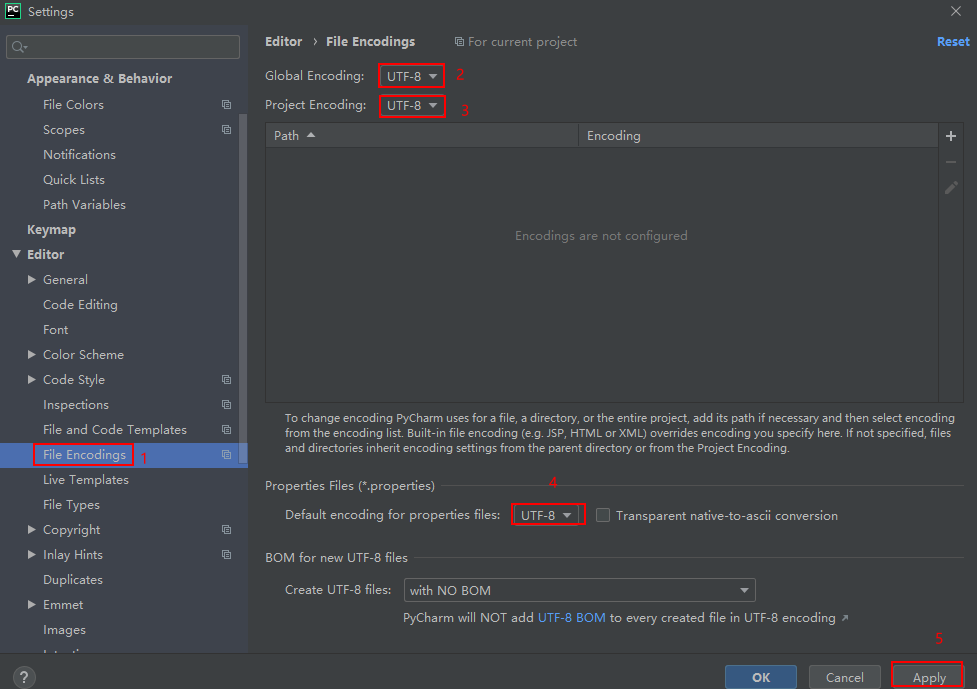 PC Settings
Editor › File Encodings For current project Reset
Global Encoding: UTF-8 2
Project Encoding: UTF-8 3
Path Encoding
Encodings are not configured
To change encoding PyCharm uses for a file, a directory, or the entire project, add its path if necessary and then select encoding
from the encoding list. Built-in file encoding (e.g. JSP, HTML or XML) overrides encoding you specify here. If not specified, files
and directories inherit encoding settings from the parent directory or from the Project Encoding.
Properties Files (*.properties) 4
Default encoding for properties files: UTF-8 Transparent native-to-ascii conversion
BOM for new UTF-8 files
Create UTF-8 files: with NO BOM
PyCharm will NOT add UTF-8 BOM to every created file in UTF-8 encoding ↗
Appearance & Behavior
File Colors
Scopes
Notifications
Quick Lists
Path Variables
Keymap
Editor
General
Code Editing
Font
Color Scheme
Code Style
Inspections
File and Code Templates
File Encodings 1
Live Templates
File Types
Copyright
Inlay Hints
Duplicates
Emmet
Images
5
? OK Cancel Apply